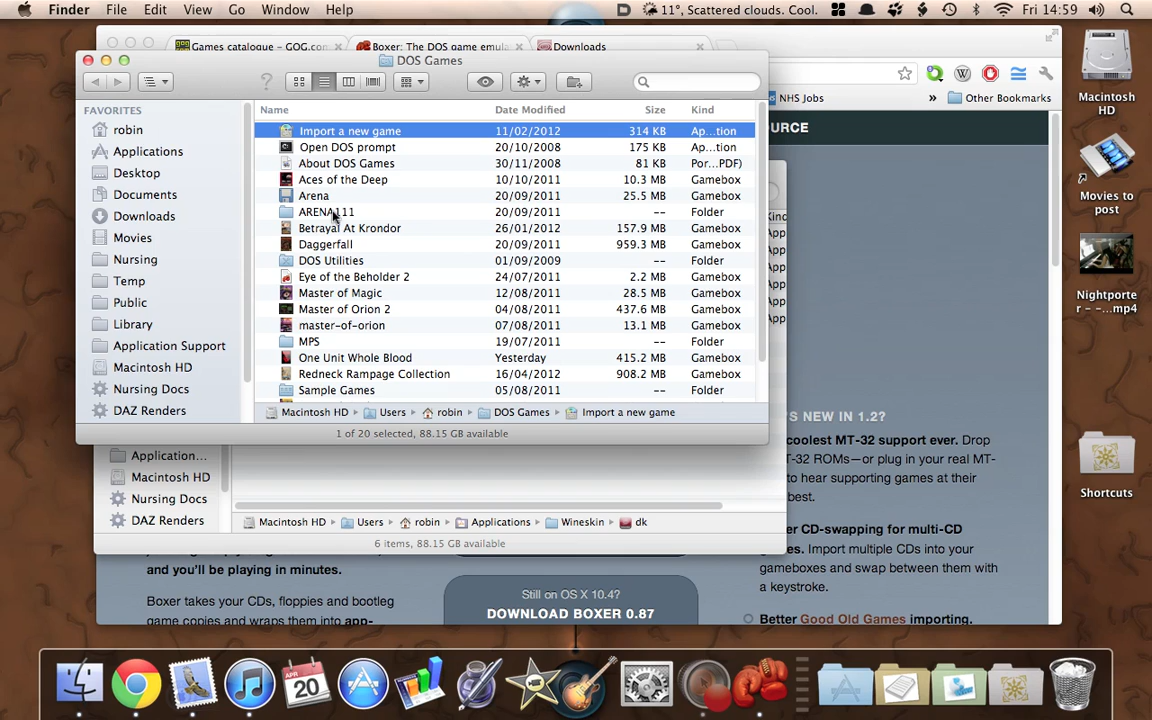 Finder File Edit View Go Window Help 11°, Scattered clouds. Cool. Fri 14:59
Games catalogue – GOG.com Boxer: The DOS game emula Downloads
DOS Games
FAVORITES
robin
Applications
Desktop
Documents
Downloads
Movies
Nursing
Temp
Public
Library
Application Support
Macintosh HD
Nursing Docs
DAZ Renders
Name Date Modified Size Kind
Import a new game 11/02/2012 314 KB Ap...tion
Open DOS prompt 20/10/2008 175 KB Ap...tion
About DOS Games 30/11/2008 81 KB Por...PDF)
Aces of the Deep 10/10/2011 10.3 MB Gamebox
Arena 20/09/2011 25.5 MB Gamebox
ARENA111 20/09/2011 -- Folder
Betrayal At Krondor 26/01/2012 157.9 MB Gamebox
Daggerfall 20/09/2011 959.3 MB Gamebox
DOS Utilities 01/09/2009 -- Folder
Eye of the Beholder 2 24/07/2011 2.2 MB Gamebox
Master of Magic 12/08/2011 28.5 MB Gamebox
Master of Orion 2 04/08/2011 437.6 MB Gamebox
master-of-orion 07/08/2011 13.1 MB Gamebox
MPS 19/07/2011 -- Folder
One Unit Whole Blood Yesterday 415.2 MB Gamebox
Redneck Rampage Collection 16/04/2012 908.2 MB Gamebox
Sample Games 05/08/2011 -- Folder
Macintosh HD Users robin DOS Games Import a new game
1 of 20 selected, 88.15 GB available
NHS Jobs » Other Bookmarks
OURCE
Kind
App
App
App
App
App
App
'S NEW IN 1.2?
coolest MT-32 support ever. Drop
T-32 ROMs—or plug in your real MT-
to hear supporting games at their
best.
er CD-swapping for multi-CD
es. Import multiple CDs into your
gameboxes and swap between them with
a keystroke.
Better Good Old Games importing.
Application...
Macintosh HD
Nursing Docs
DAZ Renders
Macintosh HD Users robin Applications Wineskin dk
6 items, 88.15 GB available
and you'll be playing in minutes.
Boxer takes your CDs, floppies and bootleg
game copies and wraps them into app-
Still on OS X 10.4?
DOWNLOAD BOXER 0.87
Macintosh
HD
Movies to
post
Nightporte
r - -...mp4
Shortcuts
APR
20